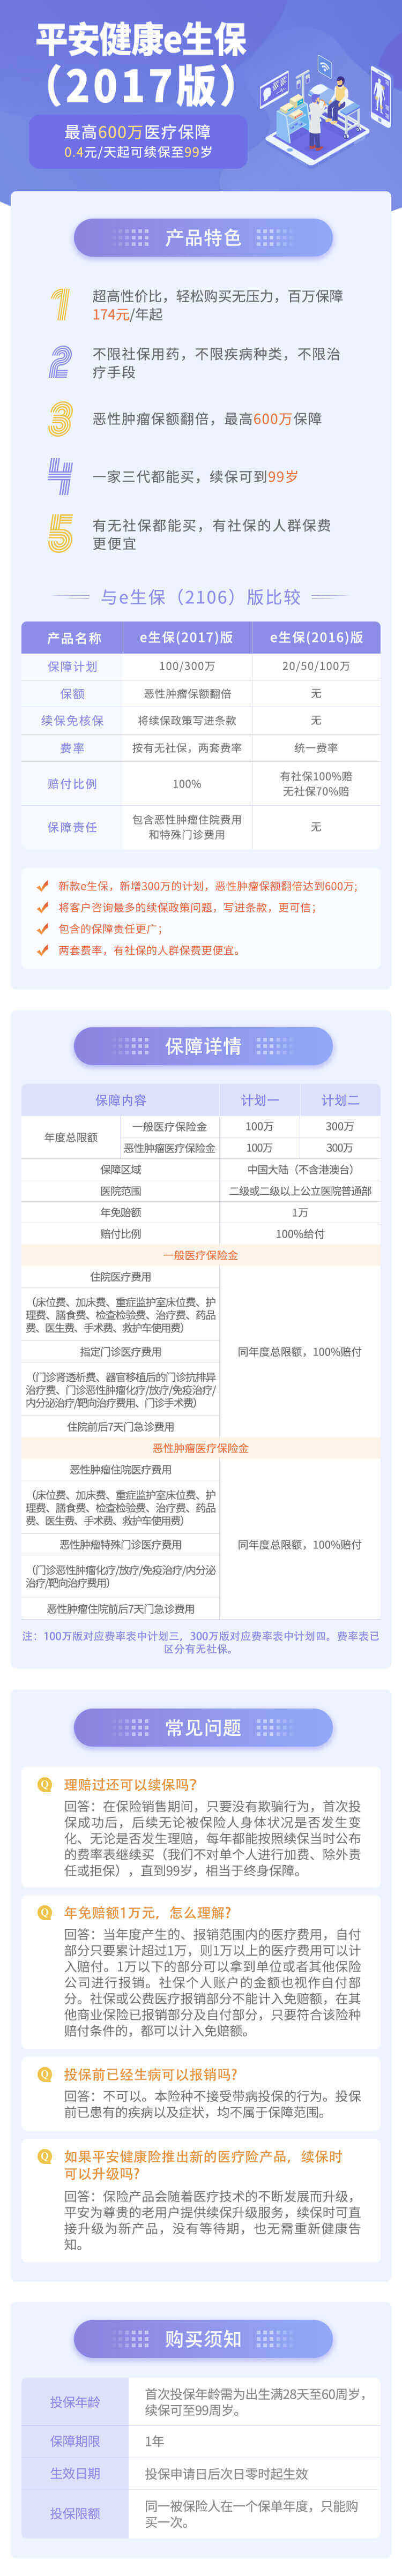 平安健康e生保
（2017版）
最高600万医疗保障
0.4元/天起可续保至99岁
产品特色
1
超高性价比，轻松购买无压力，百万保障
174元/年起
2
不限社保用药，不限疾病种类，不限治
疗手段
3
恶性肿瘤保额翻倍，最高600万保障
4
一家三代都能买，续保可到99岁
5
有无社保都能买，有社保的人群保费
更便宜
与e生保（2106）版比较
产品名称 e生保(2017)版 e生保(2016)版
保障计划 100/300万 20/50/100万
保额 恶性肿瘤保额翻倍 无
续保免核保 将续保政策写进条款 无
费率 按有无社保，两套费率 统一费率
赔付比例 100% 有社保100%赔
无社保70%赔
保障责任 包含恶性肿瘤住院费用
和特殊门诊费用 无
新款e生保，新增300万的计划，恶性肿瘤保额翻倍达到600万;
将客户咨询最多的续保政策问题，写进条款，更可信；
包含的保障责任更广；
两套费率，有社保的人群保费更便宜。
保障详情
保障内容 计划一 计划二
年度总限额 一般医疗保险金 100万 300万
恶性肿瘤医疗保险金 100万 300万
保障区域 中国大陆（不含港澳台）
医院范围 二级或二级以上公立医院普通部
年免赔额 1万
赔付比例 100%给付
一般医疗保险金
住院医疗费用
（床位费、加床费、重症监护室床位费、护
理费、膳食费、检查检验费、治疗费、药品
费、医生费、手术费、救护车使用费）
指定门诊医疗费用
同年度总限额，100%赔付
（门诊肾透析费、器官移植后的门诊抗排异
治疗费、门诊恶性肿瘤化疗/放疗/免疫治疗/
内分泌治疗/靶向治疗费用、门诊手术费）
住院前后7天门急诊费用
恶性肿瘤医疗保险金
恶性肿瘤住院医疗费用
（床位费、加床费、重症监护室床位费、护
理费、膳食费、检查检验费、治疗费、药品
费、医生费、手术费、救护车使用费）
恶性肿瘤特殊门诊医疗费用
同年度总限额，100%赔付
（门诊恶性肿瘤化疗/放疗/免疫治疗/内分泌
治疗/靶向治疗费用）
恶性肿瘤住院前后7天门急诊费用
注：100万版对应费率表中计划三，300万版对应费率表中计划四。费率表已
区分有无社保。
常见问题
Q 理赔过还可以续保吗？
回答：在保险销售期间，只要没有欺骗行为，首次投
保成功后，后续无论被保险人身体状况是否发生变
化、无论是否发生理赔，每年都能按照续保当时公布
的费率表继续买（我们不对单个人进行加费、除外责
任或拒保），直到99岁，相当于终身保障。
Q 年免赔额1万元，怎么理解？
回答：当年度产生的、报销范围内的医疗费用，自付
部分只要累计超过1万，则1万以上的医疗费用可以计
入赔付。1万以下的部分可以拿到单位或者其他保险
公司进行报销。社保个人账户的金额也视作自付部
分。社保或公费医疗报销部分不能计入免赔额，在其
他商业保险已报销部分及自付部分，只要符合该险种
赔付条件的，都可以计入免赔额。
Q 投保前已经生病可以报销吗?
回答：不可以。本险种不接受带病投保的行为。投保
前已患有的疾病以及症状，均不属于保障范围。
Q 如果平安健康险推出新的医疗险产品，续保时
可以升级吗？
回答：保险产品会随着医疗技术的不断发展而升级，
平安为尊贵的老用户提供续保升级服务，续保时可直
接升级为新产品，没有等待期，也无需重新健康告
知。
购买须知
投保年龄 首次投保年龄需为出生满28天至60周岁，
续保可至99周岁。
保障期限 1年
生效日期 投保申请日后次日零时起生效
投保限额 同一被保险人在一个保单年度，只能购
买一次。